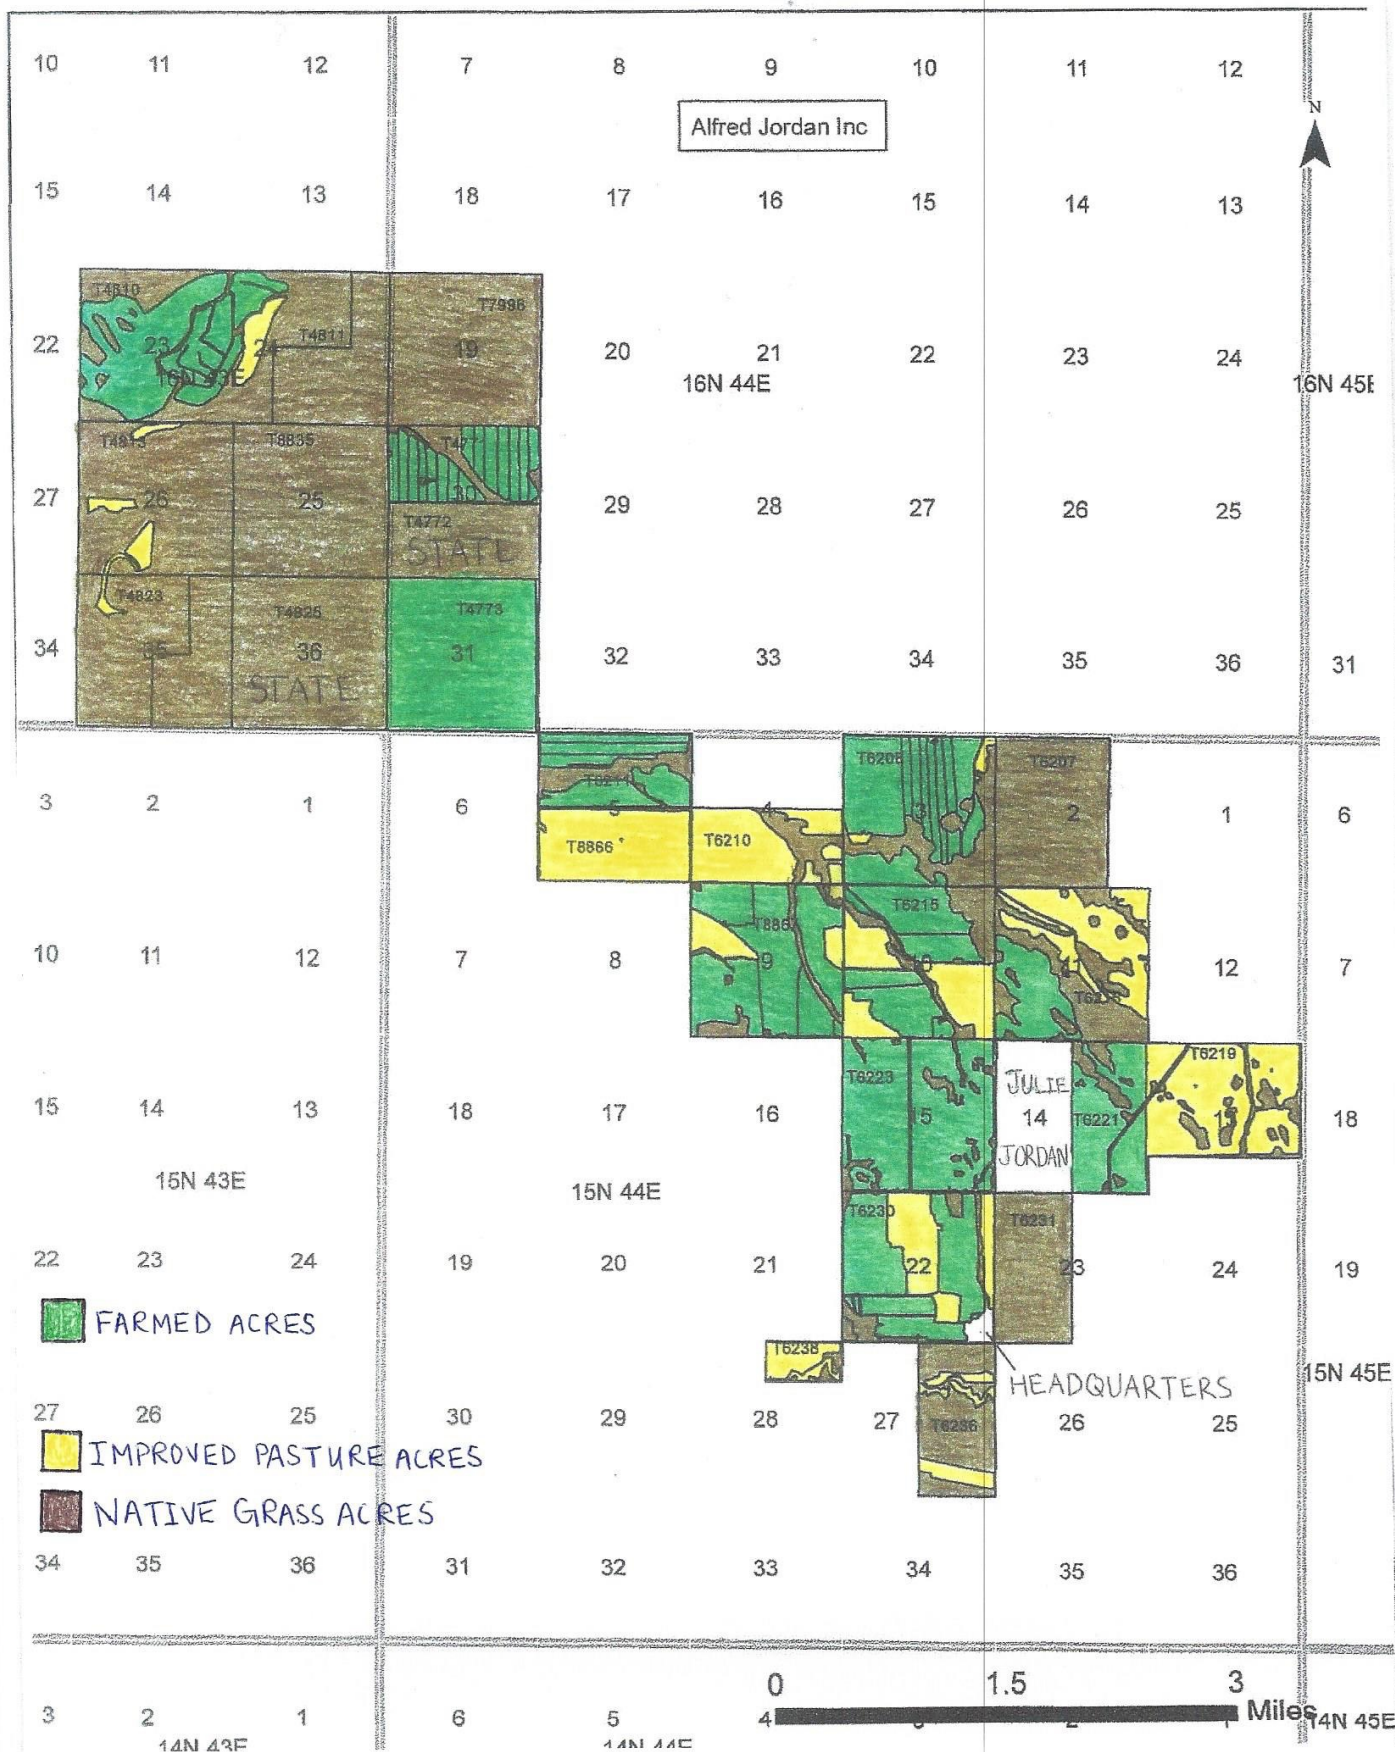 10 11 12 7 8 9 10 11 12
Alfred Jordan Inc
N
15 14 13 18 17 16 15 14 13
T4810
T7996
T4811
22 23 24 19 20 21 22 23 24
16N 43E 16N 44E 16N 45E
T4813 T8835
27 26 25 30 29 28 27 26 25
T4772
STATE
T4823 T4825 T4773
34 35 36 31 32 33 34 35 36 31
STATE
T6207
3 2 1 6 5 4 3 2 1 6
T8866 T6210
T6215
10 11 12 7 8 9 10 11 12 7
T6219
T6223 JULIE
15 14 13 18 17 16 15 14 T6221 13 18
JORDAN
15N 43E 15N 44E
T6230 T6231
22 23 24 19 20 21 22 23 24 19
FARMED ACRES
T6238
HEADQUARTERS 15N 45E
27 26 25 30 29 28 27 T6236 26 25
IMPROVED PASTURE ACRES
NATIVE GRASS ACRES
34 35 36 31 32 33 34 35 36
0 1.5 3
Miles
3 2 1 6 5 4 14N 45E
14N 43E 14N 44E